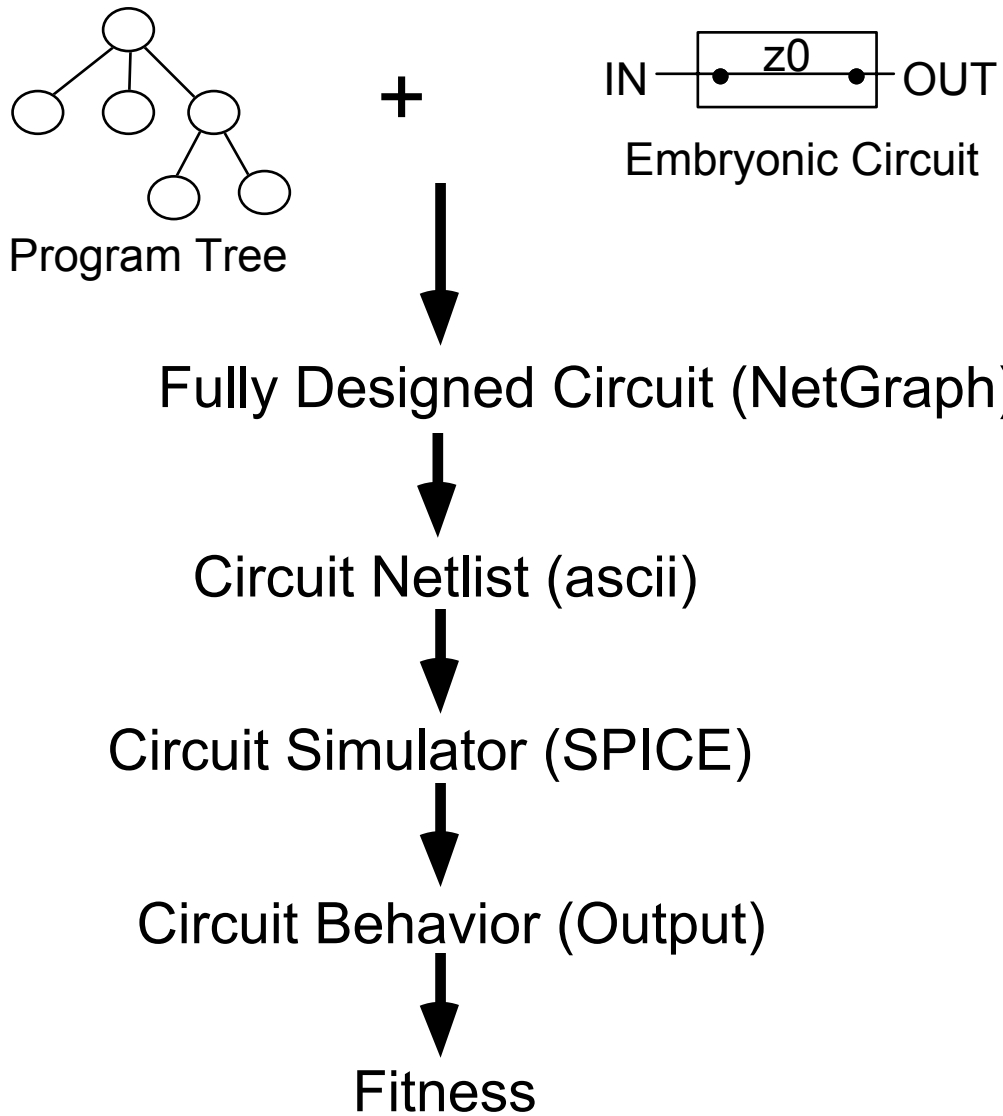 z0
IN
OUT
+
Embryonic Circuit
Program Tree
Fully Designed Circuit (NetGraph)
Circuit Netlist (ascii)
Circuit Simulator (SPICE)
Circuit Behavior (Output)
Fitness